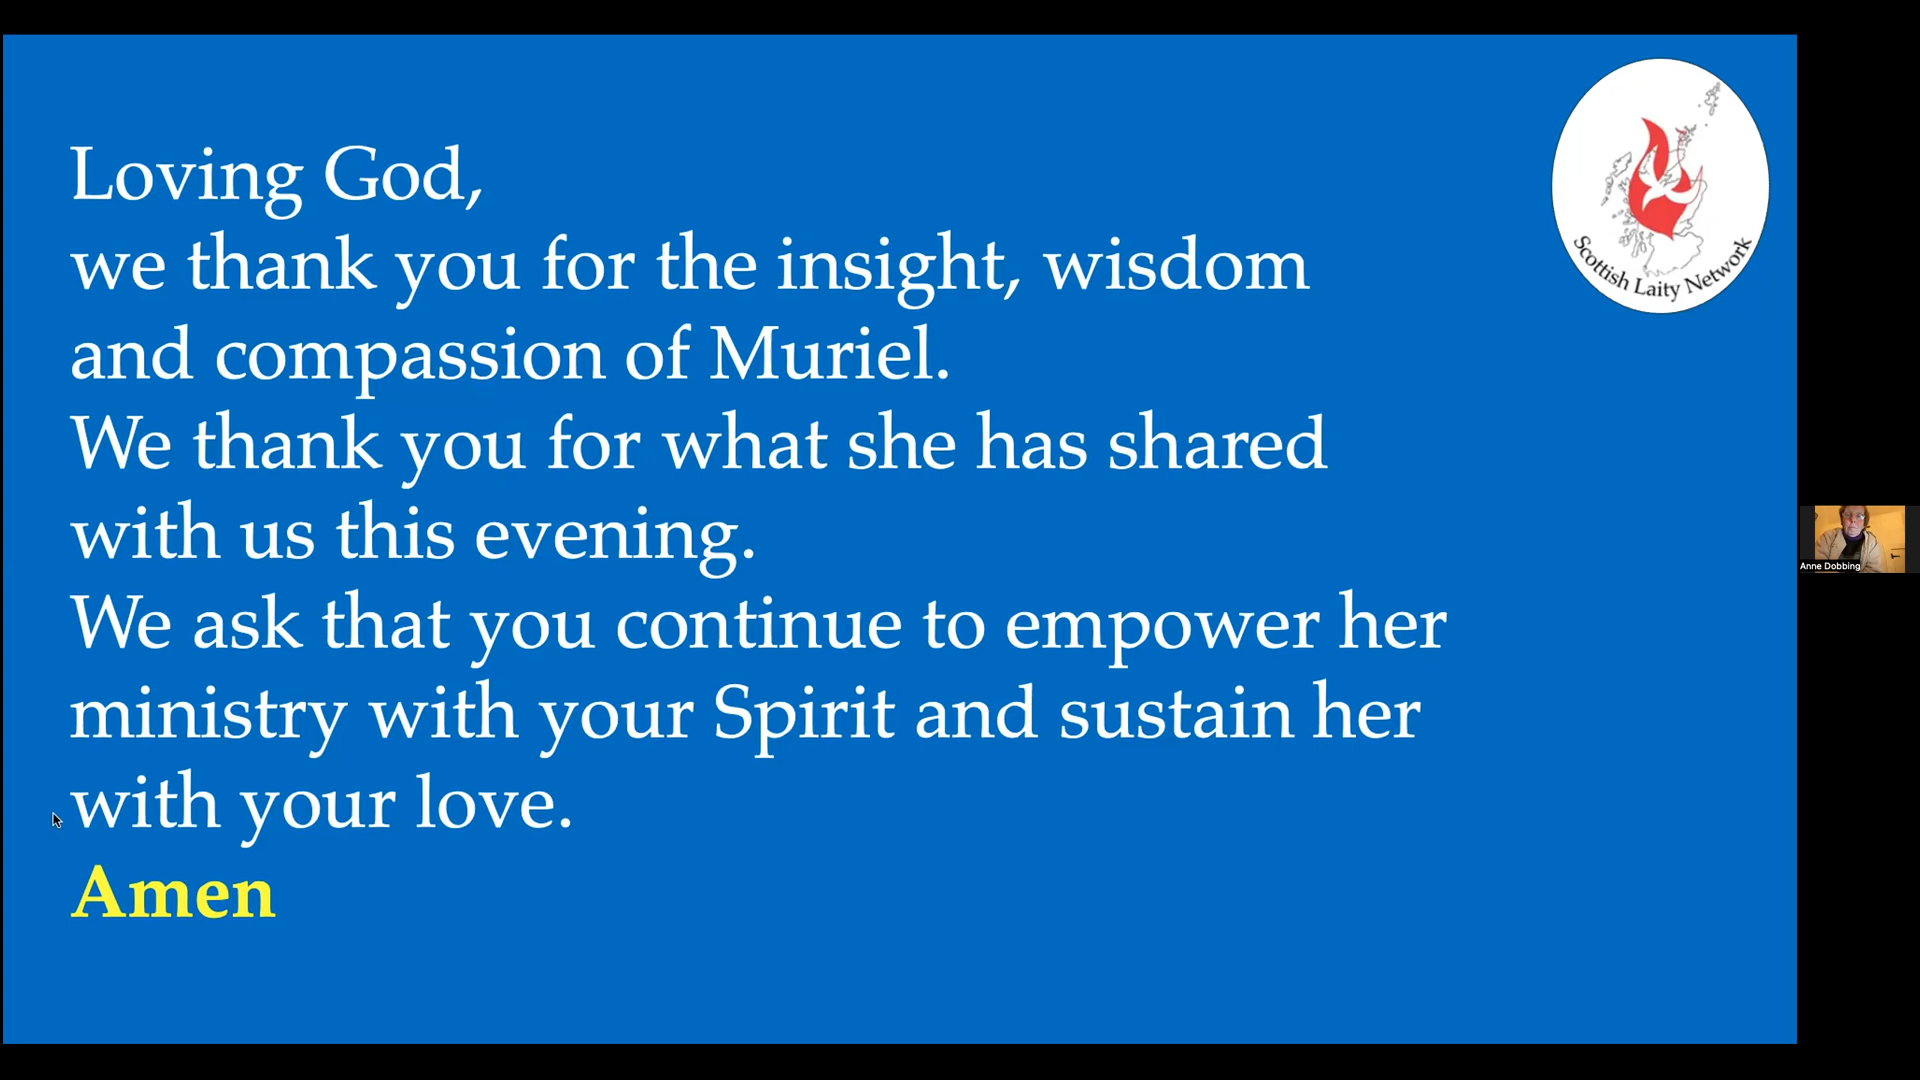 Loving God,
we thank you for the insight, wisdom
and compassion of Muriel.
We thank you for what she has shared
with us this evening.
We ask that you continue to empower her
ministry with your Spirit and sustain her
with your love.
Amen
Scottish Laity Network
Anne Dobbing